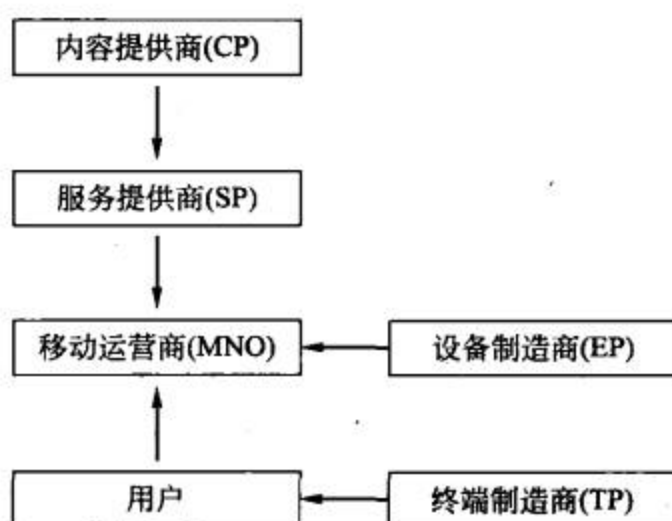 内容提供商(CP)
服务提供商(SP)
移动运营商(MNO)
设备制造商(EP)
用户
终端制造商(TP)